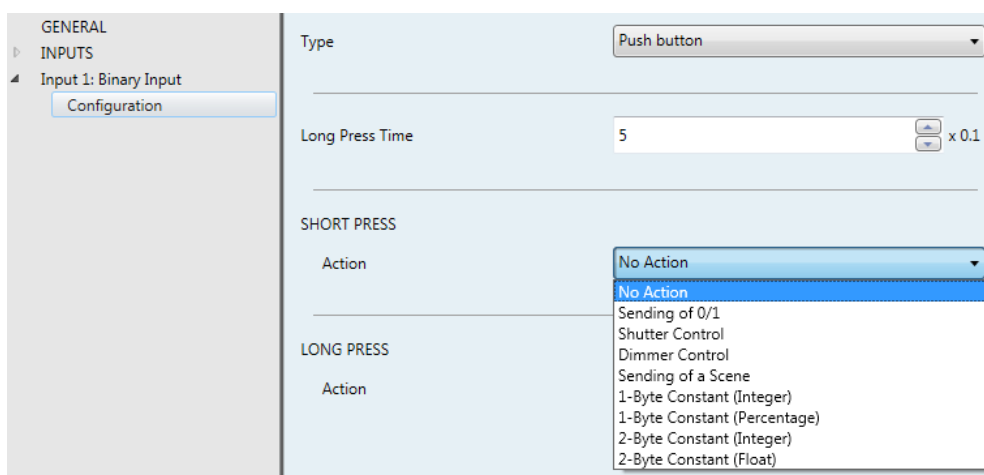 GENERAL
INPUTS
Input 1: Binary Input
Configuration
Type
Push button
Long Press Time
5
x 0.1
SHORT PRESS
Action
No Action
No Action
Sending of 0/1
Shutter Control
Dimmer Control
Sending of a Scene
1-Byte Constant (Integer)
1-Byte Constant (Percentage)
2-Byte Constant (Integer)
2-Byte Constant (Float)
LONG PRESS
Action